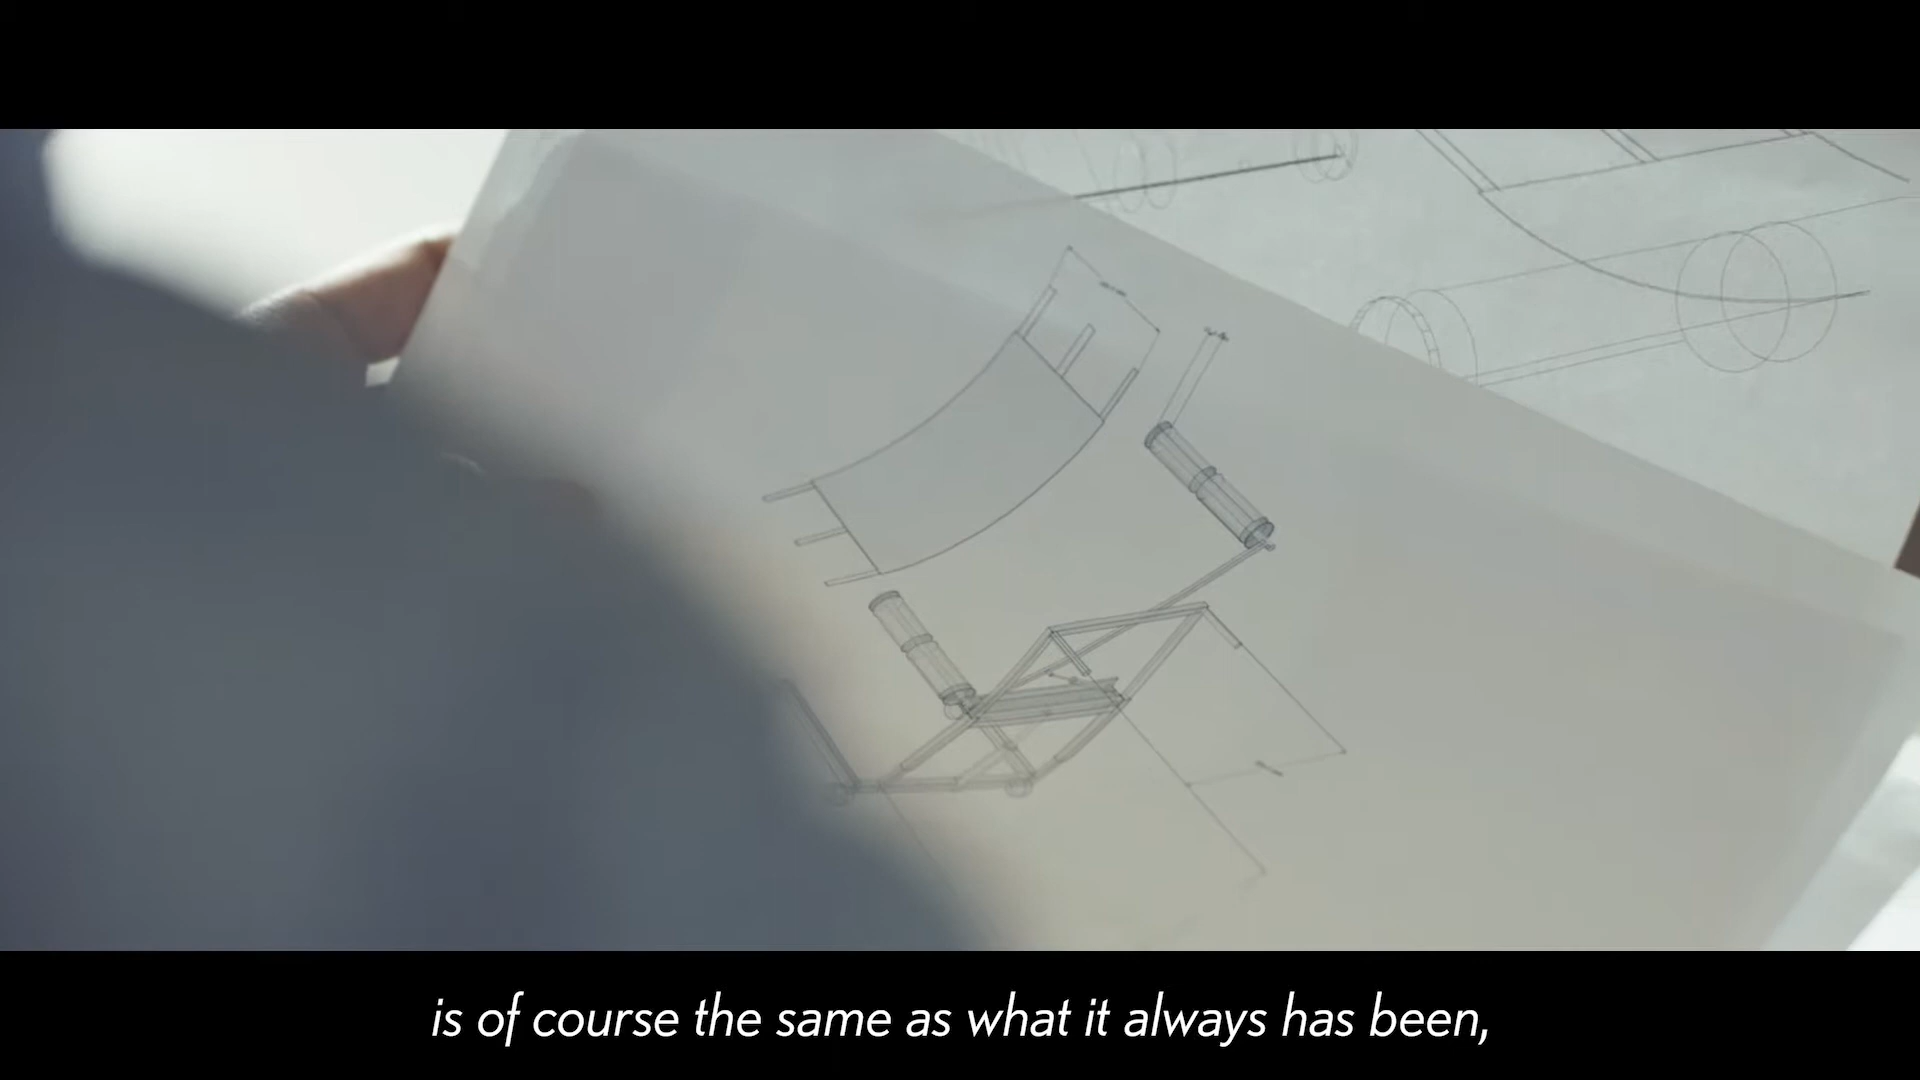 is of course the same as what it always has been,